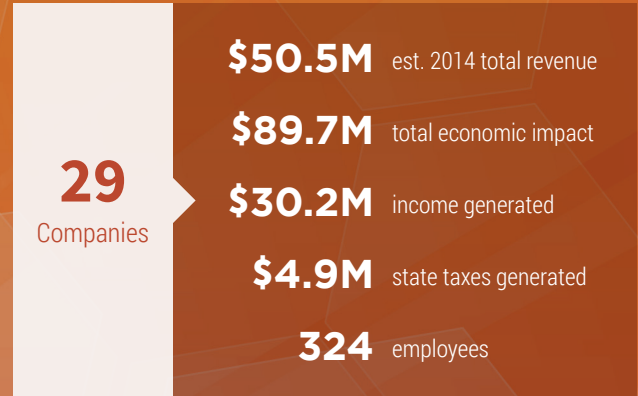 29
Companies
$50.5M est. 2014 total revenue
$89.7M total economic impact
$30.2M income generated
$4.9M state taxes generated
324 employees